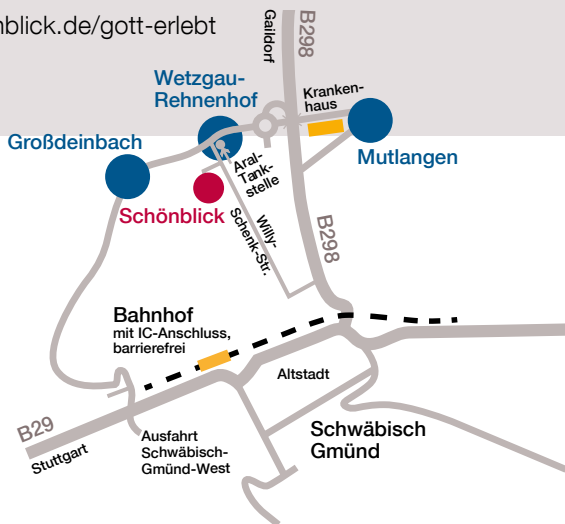 nblick.de/gott-erlebt
Gaildorf
B298
Wetzgau-
Rehnenhof
Kranken-
haus
Großdeinbach
Mutlangen
Aral-
Tank-
stelle
Schönblick
Willy-
Schenk-Str.
B298
Bahnhof
mit IC-Anschluss,
barrierefrei
Altstadt
B29
Stuttgart
Ausfahrt
Schwäbisch-
Gmünd-West
Schwäbisch
Gmünd